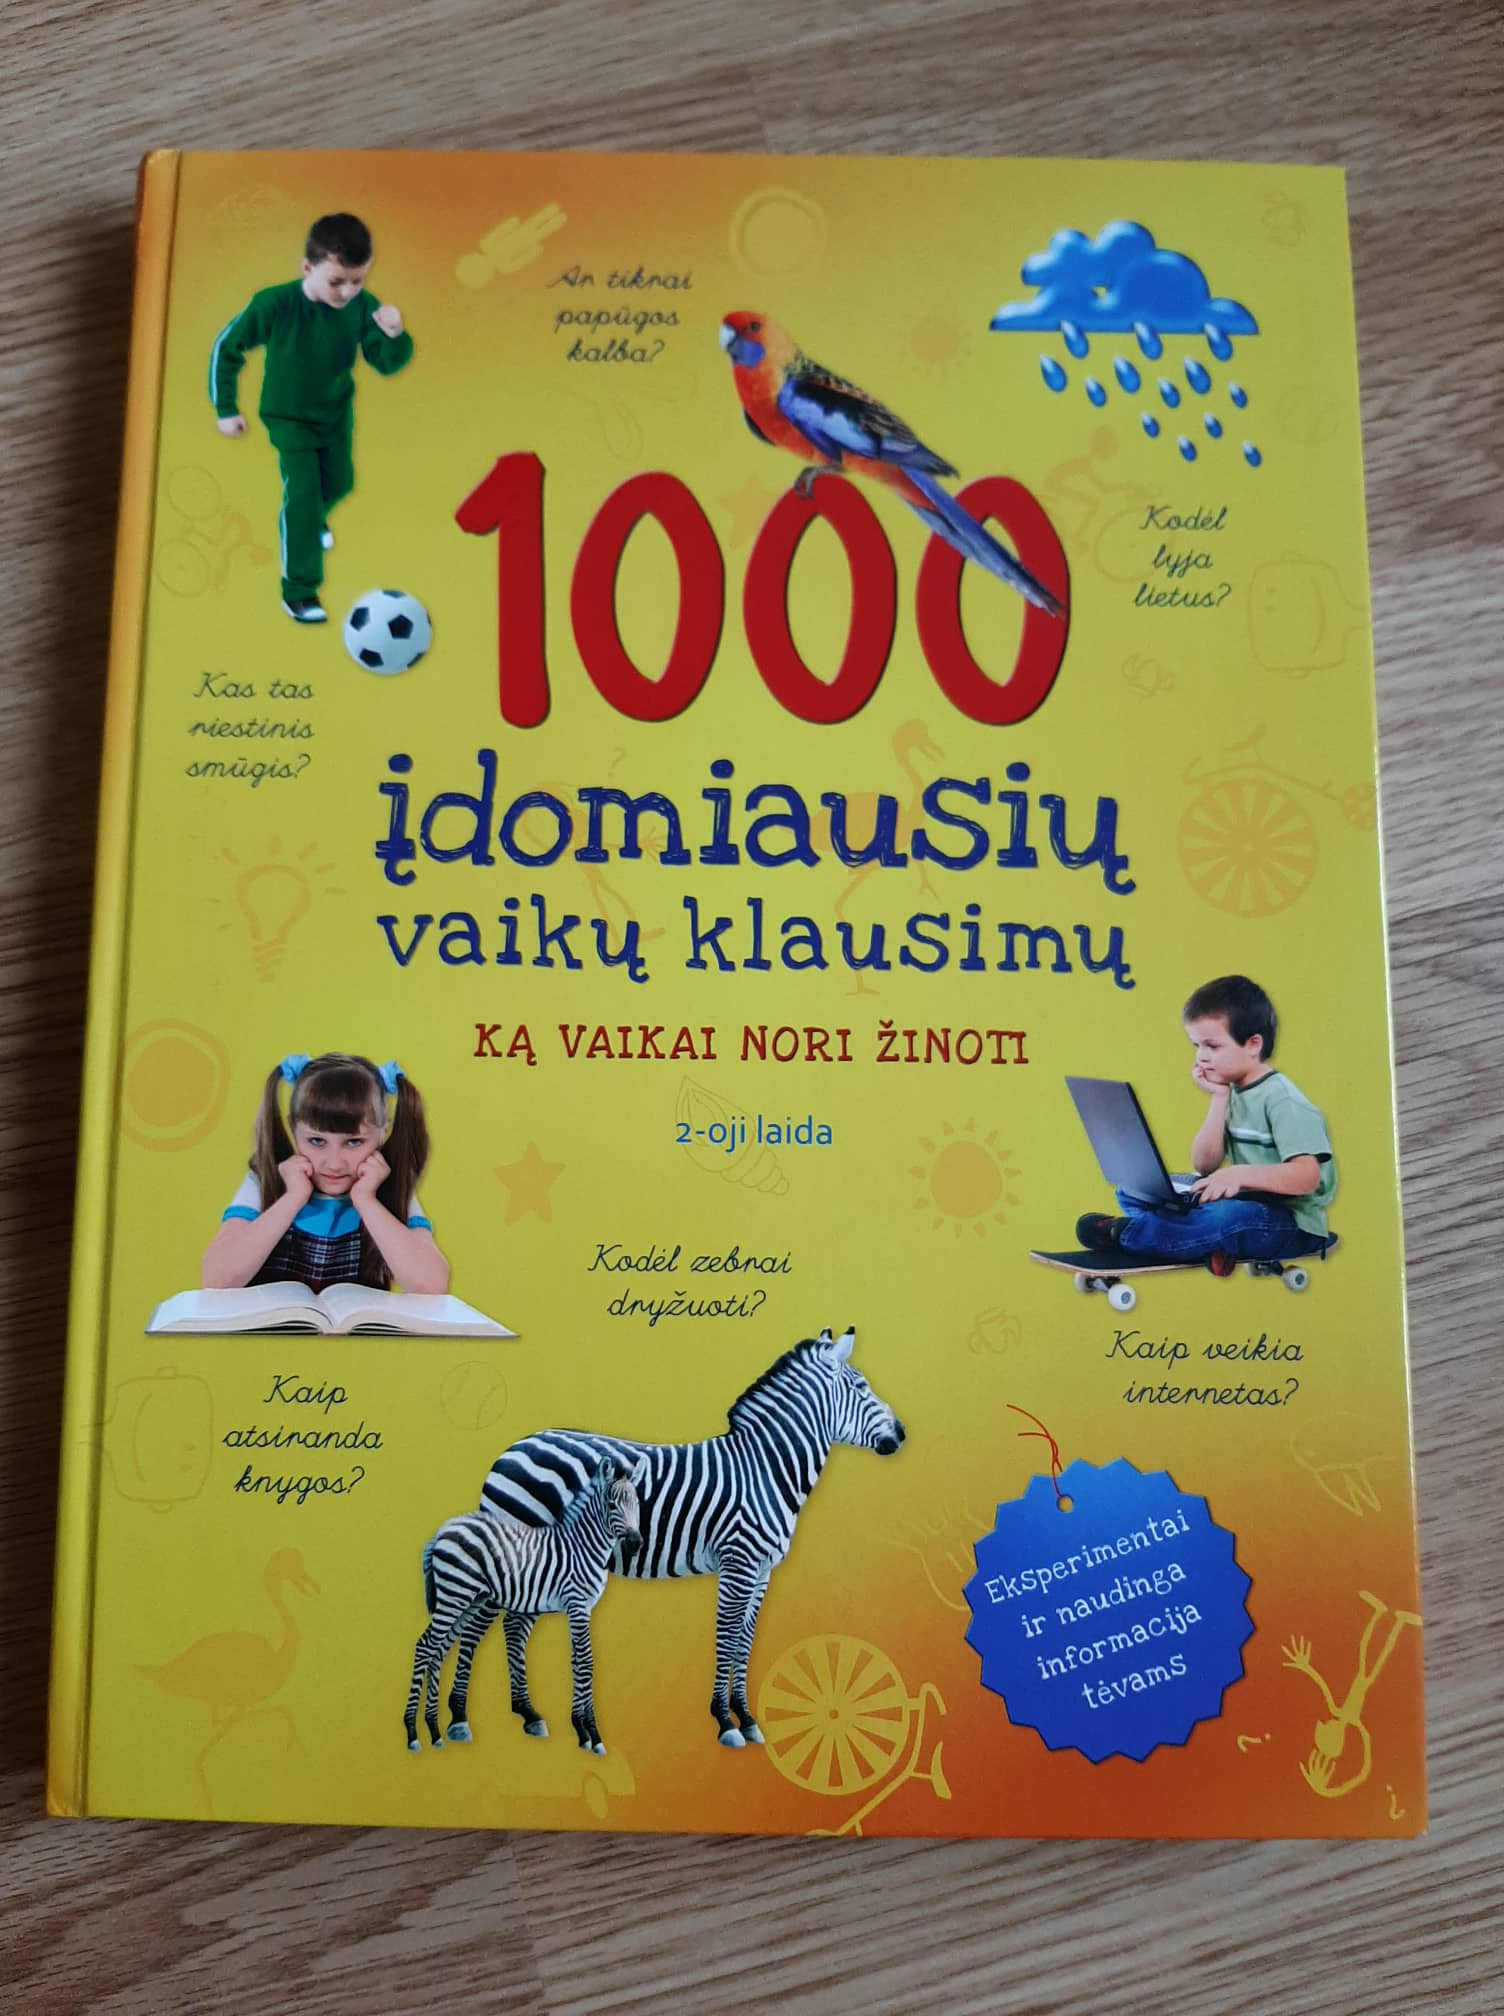 An tikrai
papūgos
kalba?
1000
Kodėl
lyja
lietus?
Kas tas
riestinis
smūgis?
įdomiausių
vaikų klausimų
KĄ VAIKAI NORI ŽINOTI
2-oji laida
Kodėl zebrai
dryžuoti?
Kaip veikia
internetas?
Kaip
atsiranda
knygos?
Eksperimentai
ir naudinga
informacija
tėvams